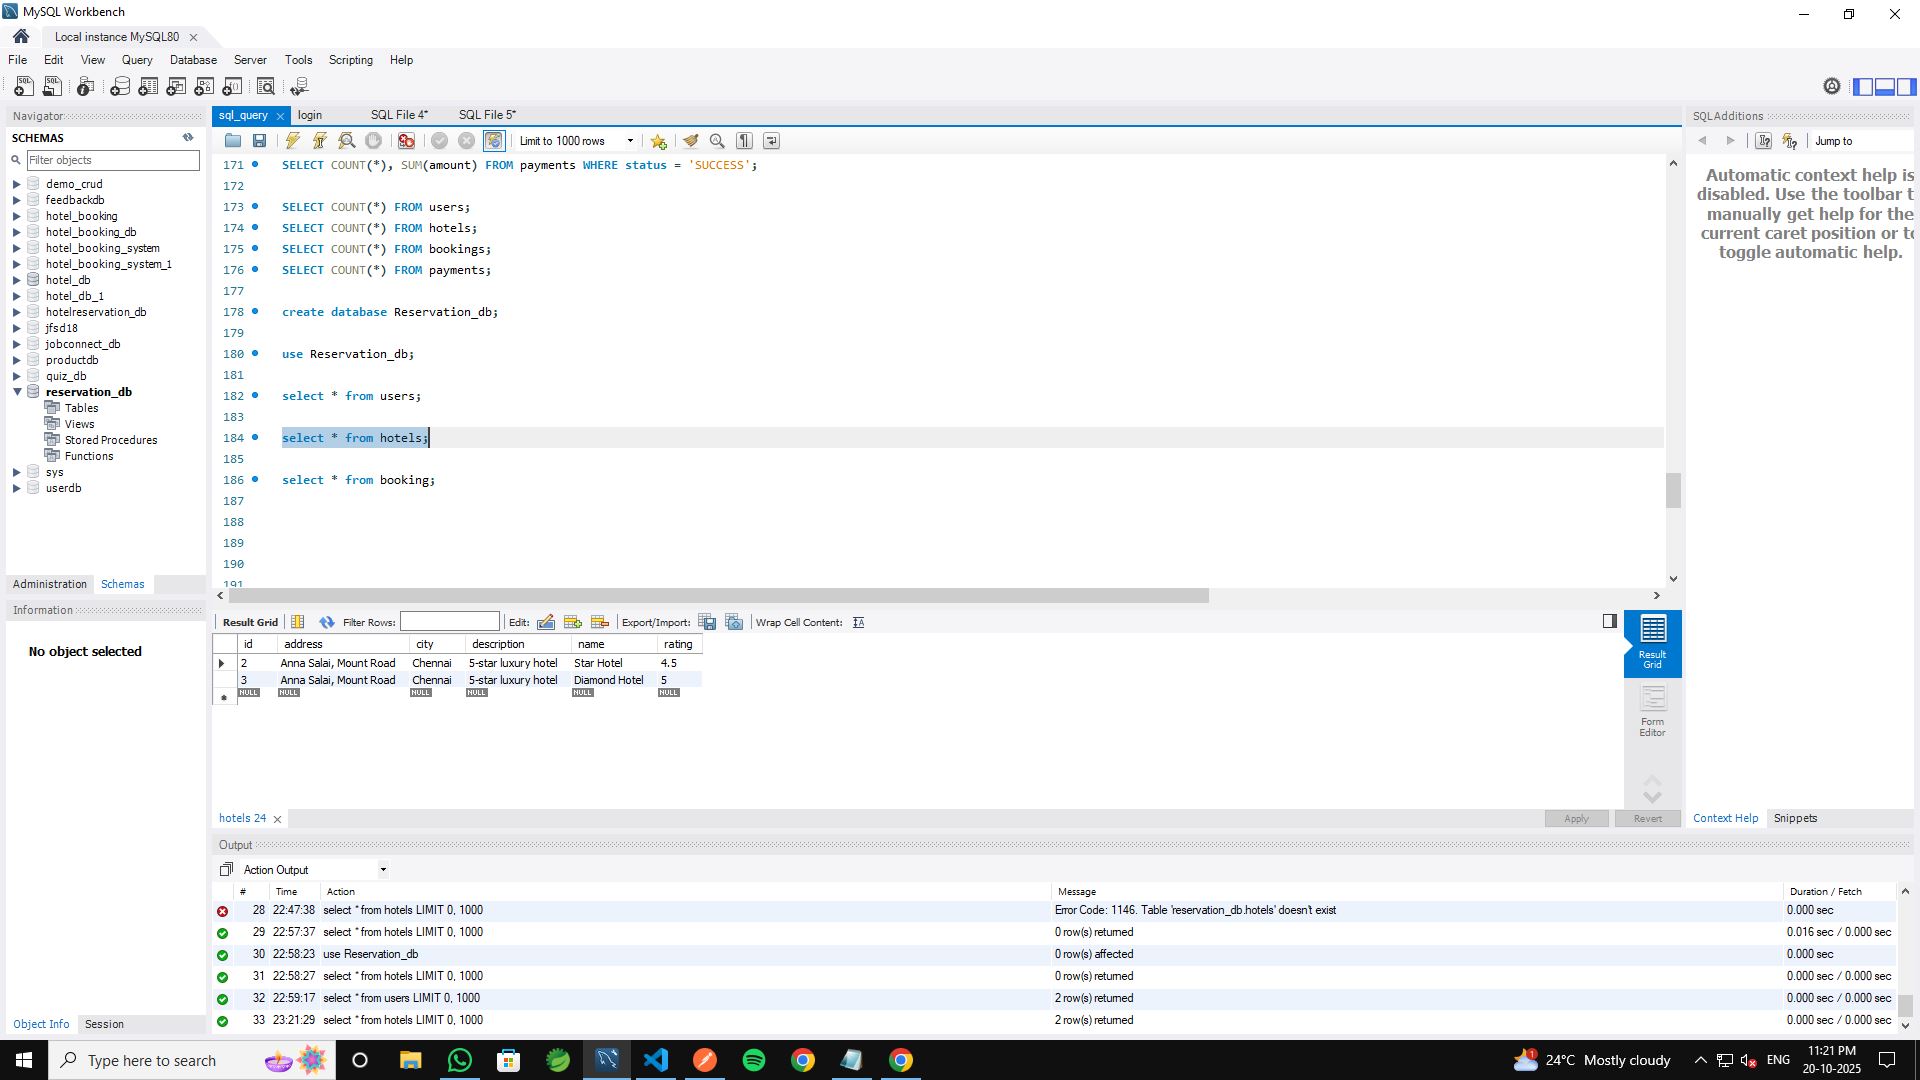 MySQL Workbench
Local instance MySQL80
File Edit View Query Database Server Tools Scripting Help
Navigator
SCHEMAS
Filter objects
demo_crud
feedbackdb
hotel_booking
hotel_booking_db
hotel_booking_system
hotel_booking_system_1
hotel_db
hotel_db_1
hotelreservation_db
jfsd18
jobconnect_db
productdb
quiz_db
reservation_db
Tables
Views
Stored Procedures
Functions
sys
userdb
Administration Schemas
Information
No object selected
Object Info Session
sql_query login SQL File 4* SQL File 5*
Limit to 1000 rows
171 SELECT COUNT(*), SUM(amount) FROM payments WHERE status = 'SUCCESS';
172
173 SELECT COUNT(*) FROM users;
174 SELECT COUNT(*) FROM hotels;
175 SELECT COUNT(*) FROM bookings;
176 SELECT COUNT(*) FROM payments;
177
178 create database Reservation_db;
179
180 use Reservation_db;
181
182 select * from users;
183
184 select * from hotels;
185
186 select * from booking;
187
188
189
190
191
Result Grid Filter Rows: Edit: Export/Import: Wrap Cell Content:
id address city description name rating
2 Anna Salai, Mount Road Chennai 5-star luxury hotel Star Hotel 4.5
3 Anna Salai, Mount Road Chennai 5-star luxury hotel Diamond Hotel 5
NULL NULL NULL NULL NULL NULL
Result
Grid
Form
Editor
hotels 24
Apply Revert
SQLAdditions
Jump to
Automatic context help is
disabled. Use the toolbar t
manually get help for the
current caret position or to
toggle automatic help.
Context Help Snippets
Output
Action Output
# Time Action Message Duration / Fetch
28 22:47:38 select * from hotels LIMIT 0, 1000 Error Code: 1146. Table 'reservation_db.hotels' doesn't exist 0.000 sec
29 22:57:37 select * from hotels LIMIT 0, 1000 0 row(s) returned 0.016 sec / 0.000 sec
30 22:58:23 use Reservation_db 0 row(s) affected 0.000 sec
31 22:58:27 select * from hotels LIMIT 0, 1000 0 row(s) returned 0.000 sec / 0.000 sec
32 22:59:17 select * from users LIMIT 0, 1000 2 row(s) returned 0.000 sec / 0.000 sec
33 23:21:29 select * from hotels LIMIT 0, 1000 2 row(s) returned 0.000 sec / 0.000 sec
Type here to search
24°C Mostly cloudy
ENG
11:21 PM
20-10-2025